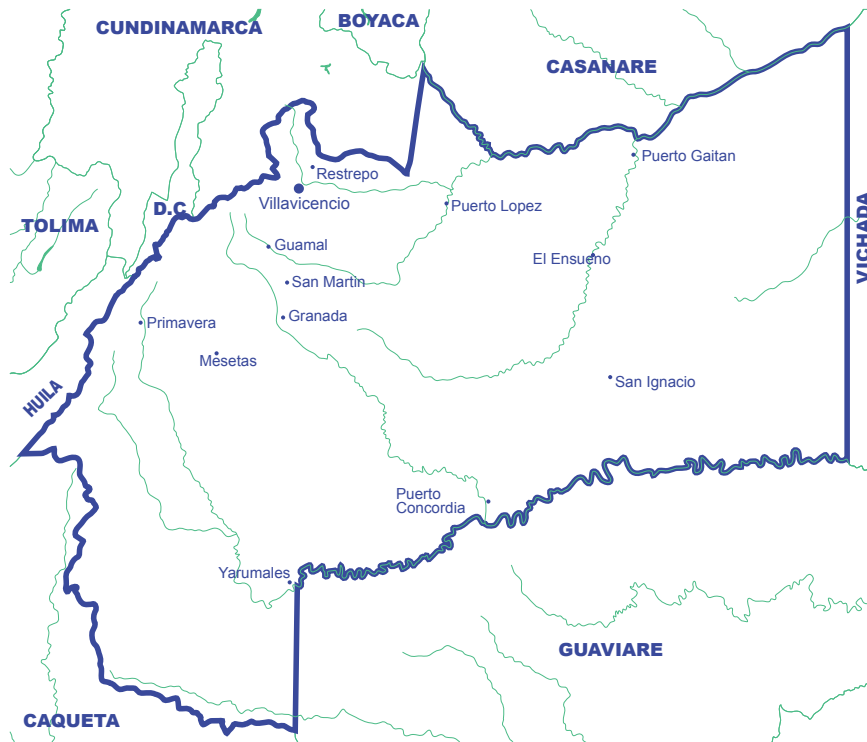 BOYACA
CUNDINAMARCA
CASANARE
Puerto Gaitan
Restrepo
Villavicencio
Puerto Lopez
D.C.
TOLIMA
VICHADA
Guamal
El Ensueno
San Martin
Granada
Primavera
Mesetas
San Ignacio
HUILA
Puerto
Concordia
Yarumales
GUAVIARE
CAQUETA